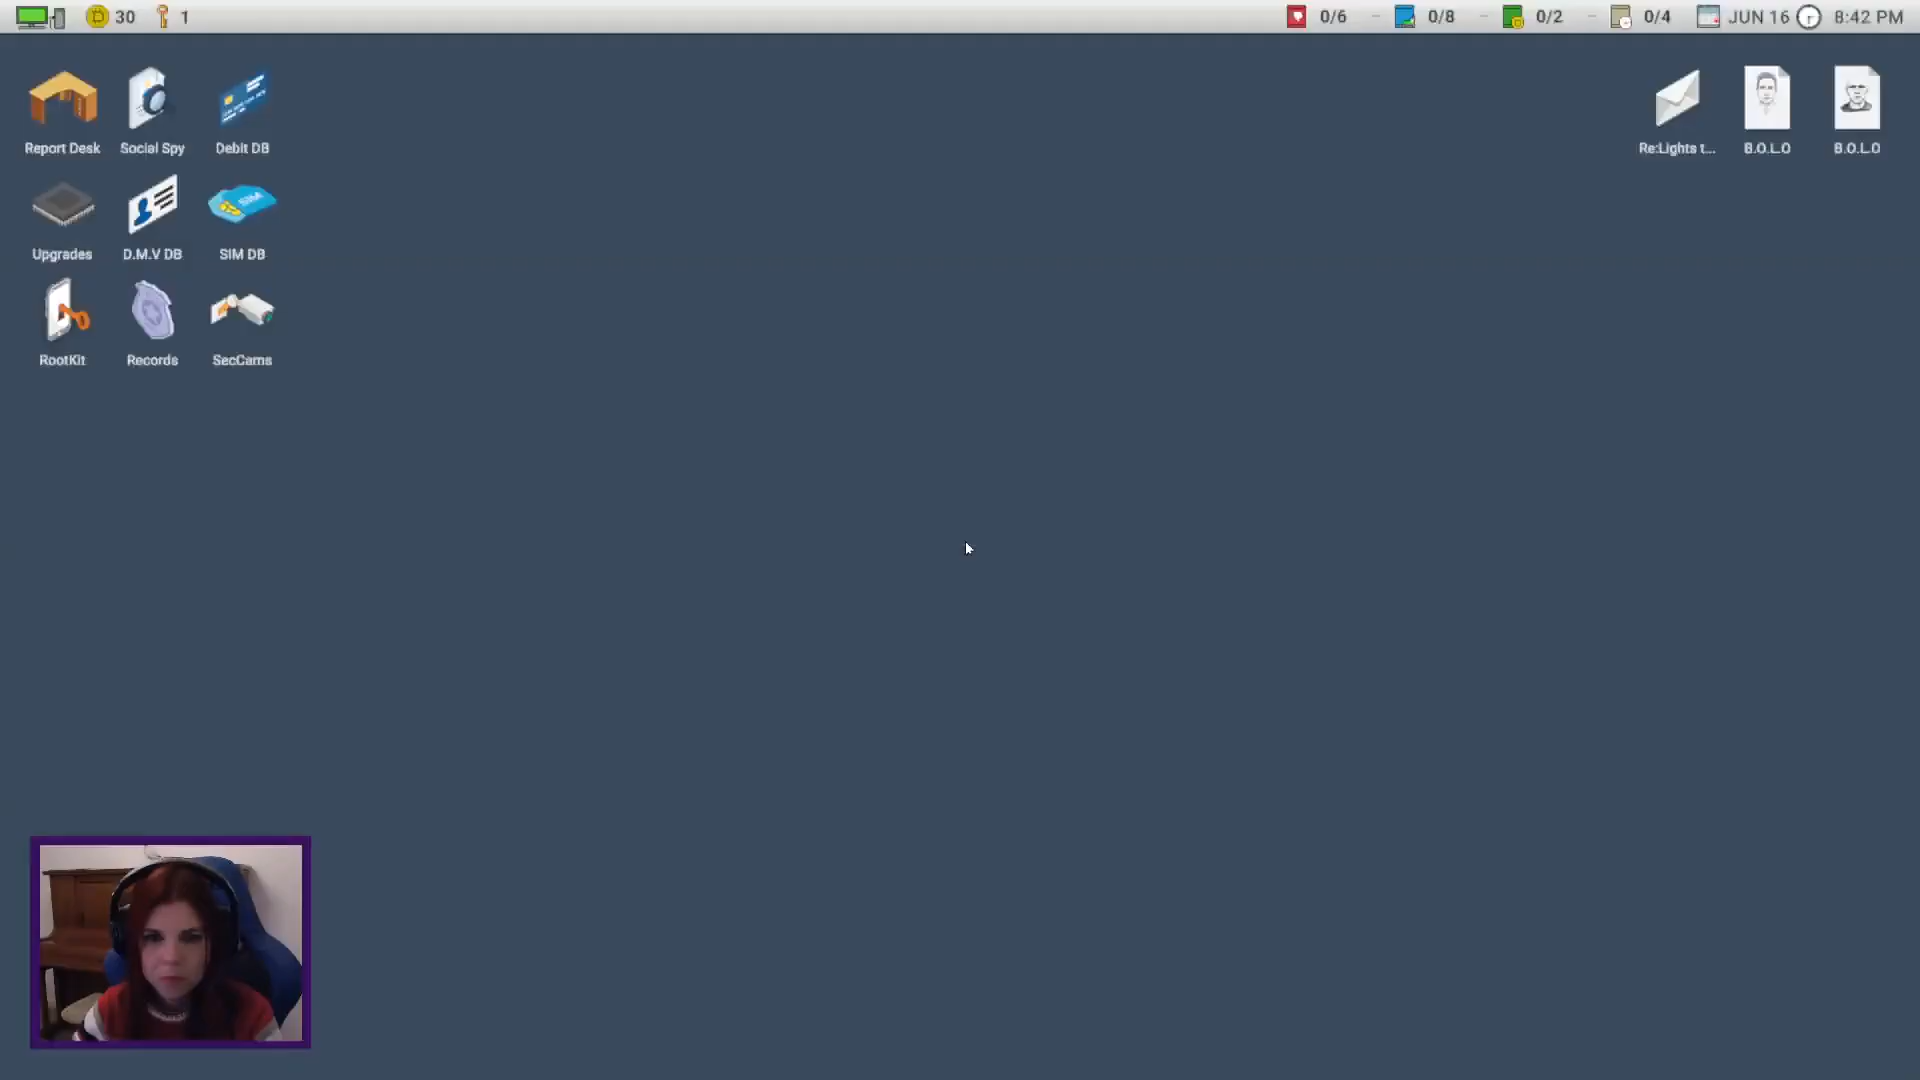 30 1 0/6 – 0/8 – 0/2 – 0/4 JUN 16 8:42 PM
Report Desk Social Spy Debit DB Re:Lights t... B.O.L.O B.O.L.O
Upgrades D.M.V DB SIM DB
RootKit Records SecCams